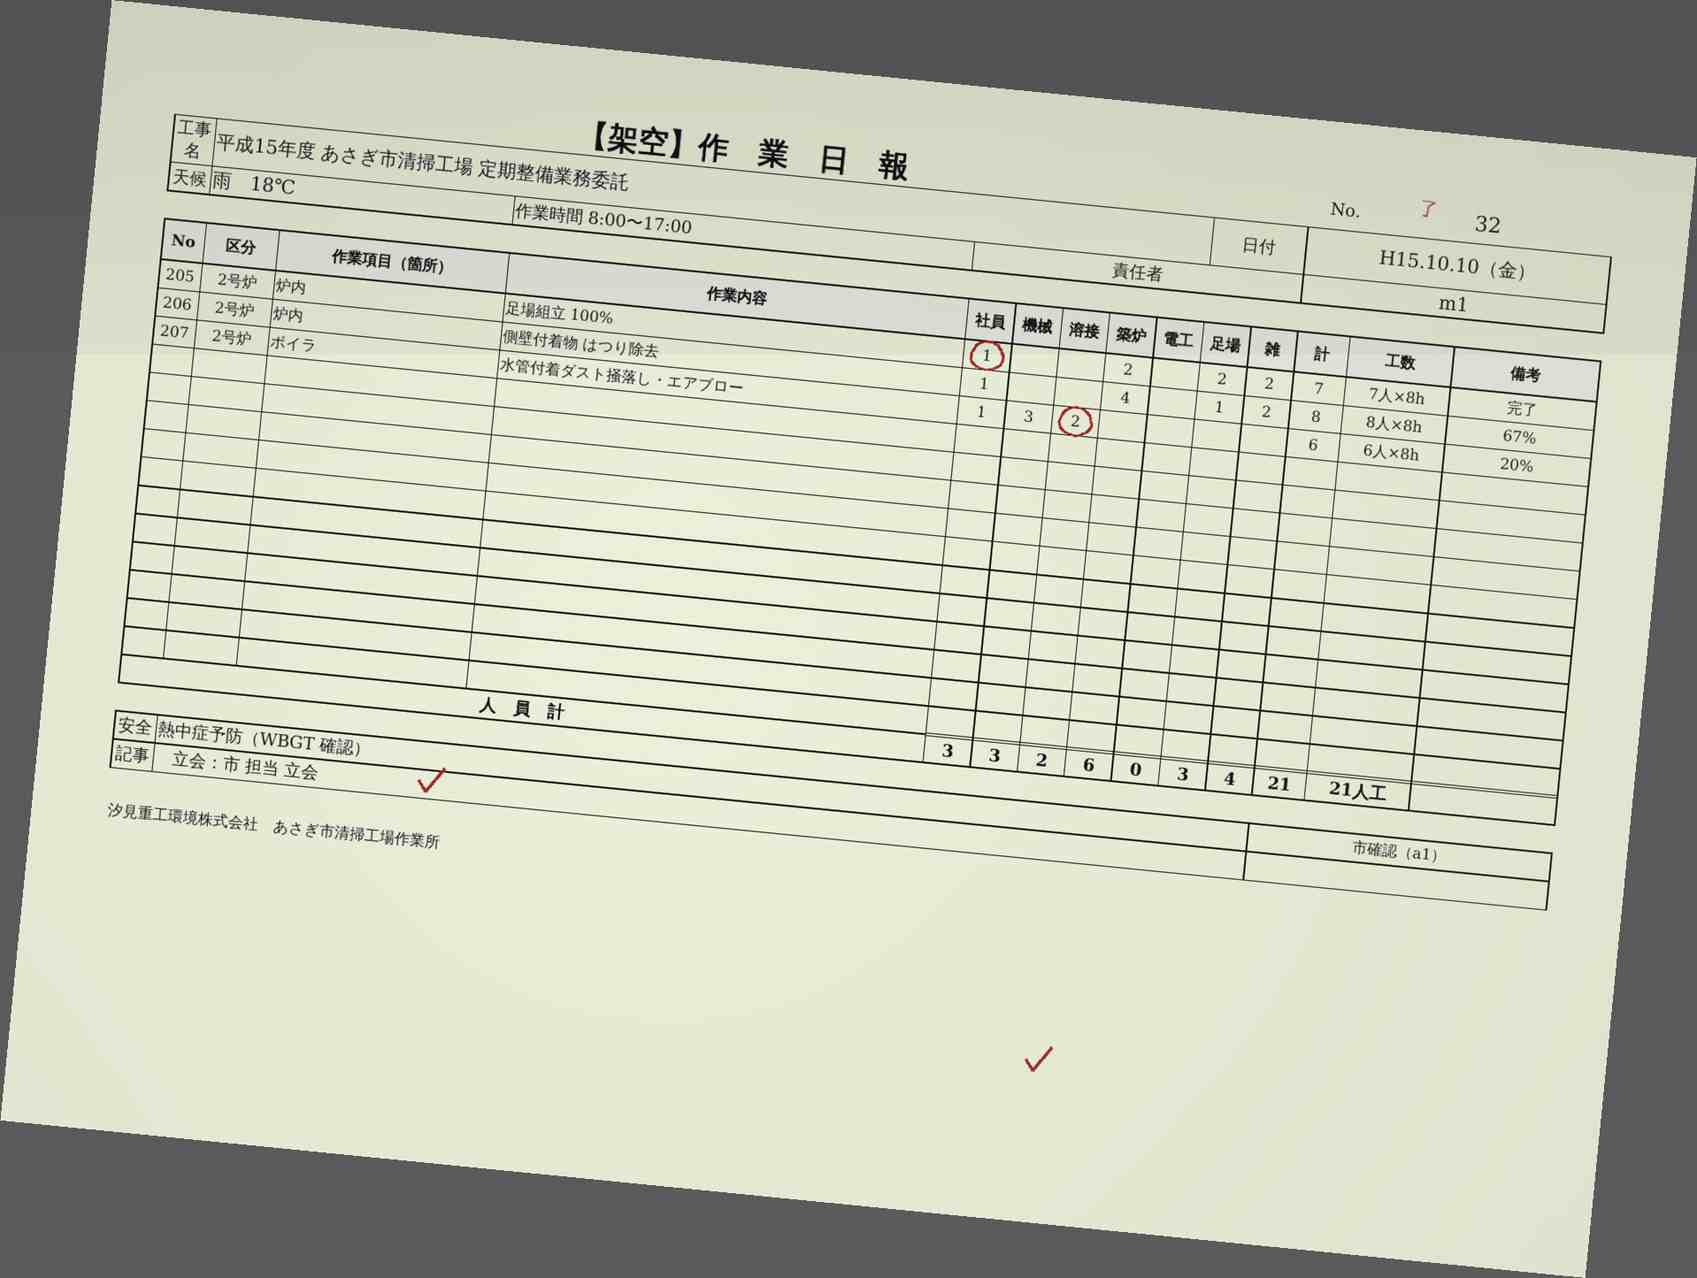 【架空】作 業 日 報
No. 了 32
工事名 平成15年度 あさぎ市清掃工場 定期整備業務委託 日付 H15.10.10（金）
天候 雨 18℃ 作業時間 8:00〜17:00 責任者 m1
No 区分 作業項目（箇所） 作業内容 社員 機械 溶接 築炉 電工 足場 雑 計 工数 備考
205 2号炉 炉内 足場組立 100% 1 2 2 2 7 7人×8h 完了
206 2号炉 炉内 側壁付着物 はつり除去 1 4 1 2 8 8人×8h 67%
207 2号炉 ボイラ 水管付着ダスト掻落し・エアブロー 1 3 2 6 6人×8h 20%
人 員 計 3 3 2 6 0 3 4 21 21人工
安全 熱中症予防（WBGT 確認） 市確認（a1）
記事 立会：市 担当 立会
汐見重工環境株式会社 あさぎ市清掃工場作業所